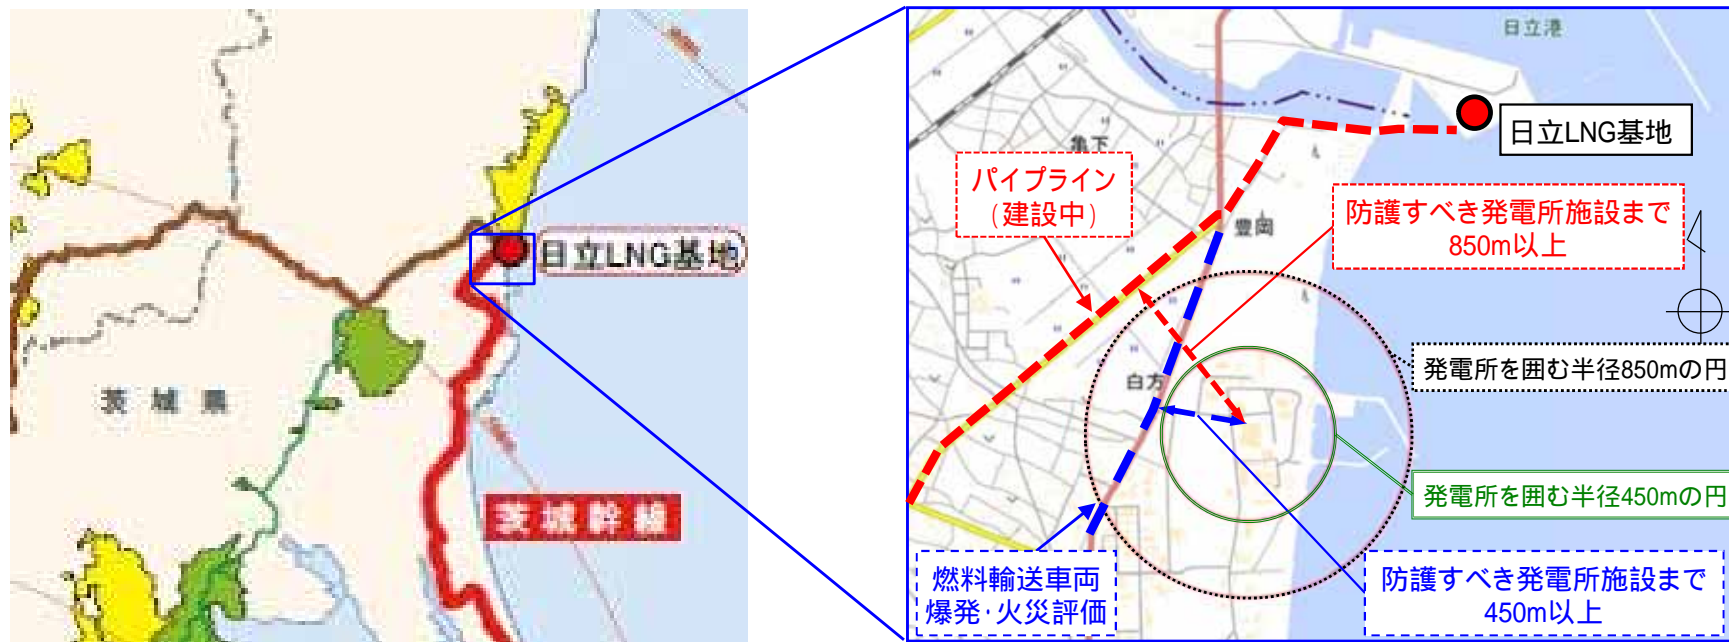 日立LNG基地
茨城県
茨城幹線
日立港
日立LNG基地
亀下
パイプライン
(建設中)
豊岡
防護すべき発電所施設まで
850m以上
発電所を囲む半径850mの円
白方
発電所を囲む半径450mの円
燃料輸送車両
爆発・火災評価
防護すべき発電所施設まで
450m以上